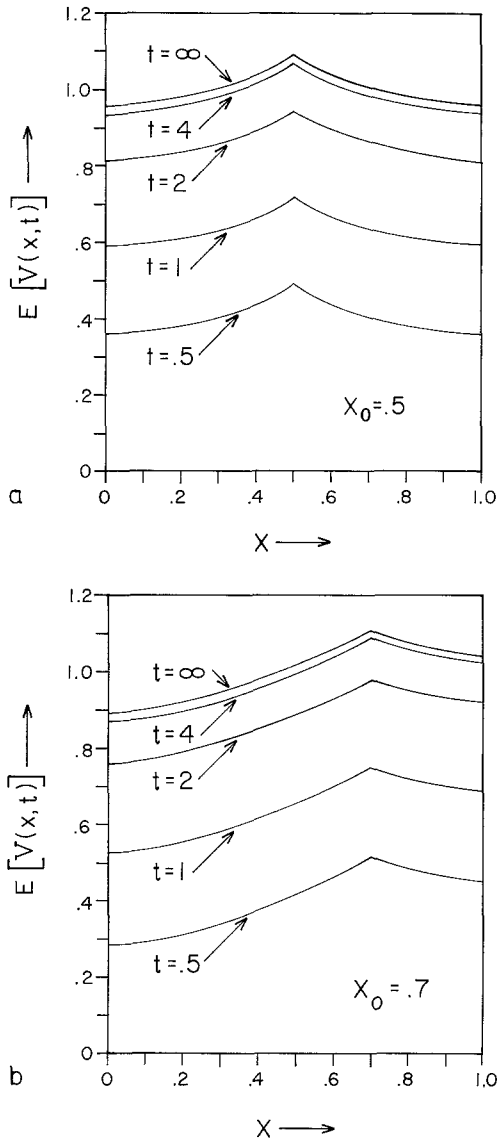 1.2
1.0
.8
.6
.4
.2
0
E [V(x,t)]
t=∞
t=4
t=2
t=1
t=.5
X₀=.5
a
0 .2 .4 .6 .8 1.0
X
1.2
1.0
.8
.6
.4
.2
0
E [V(x,t)]
t=∞
t=4
t=2
t=1
t=.5
X₀=.7
b
0 .2 .4 .6 .8 1.0
X